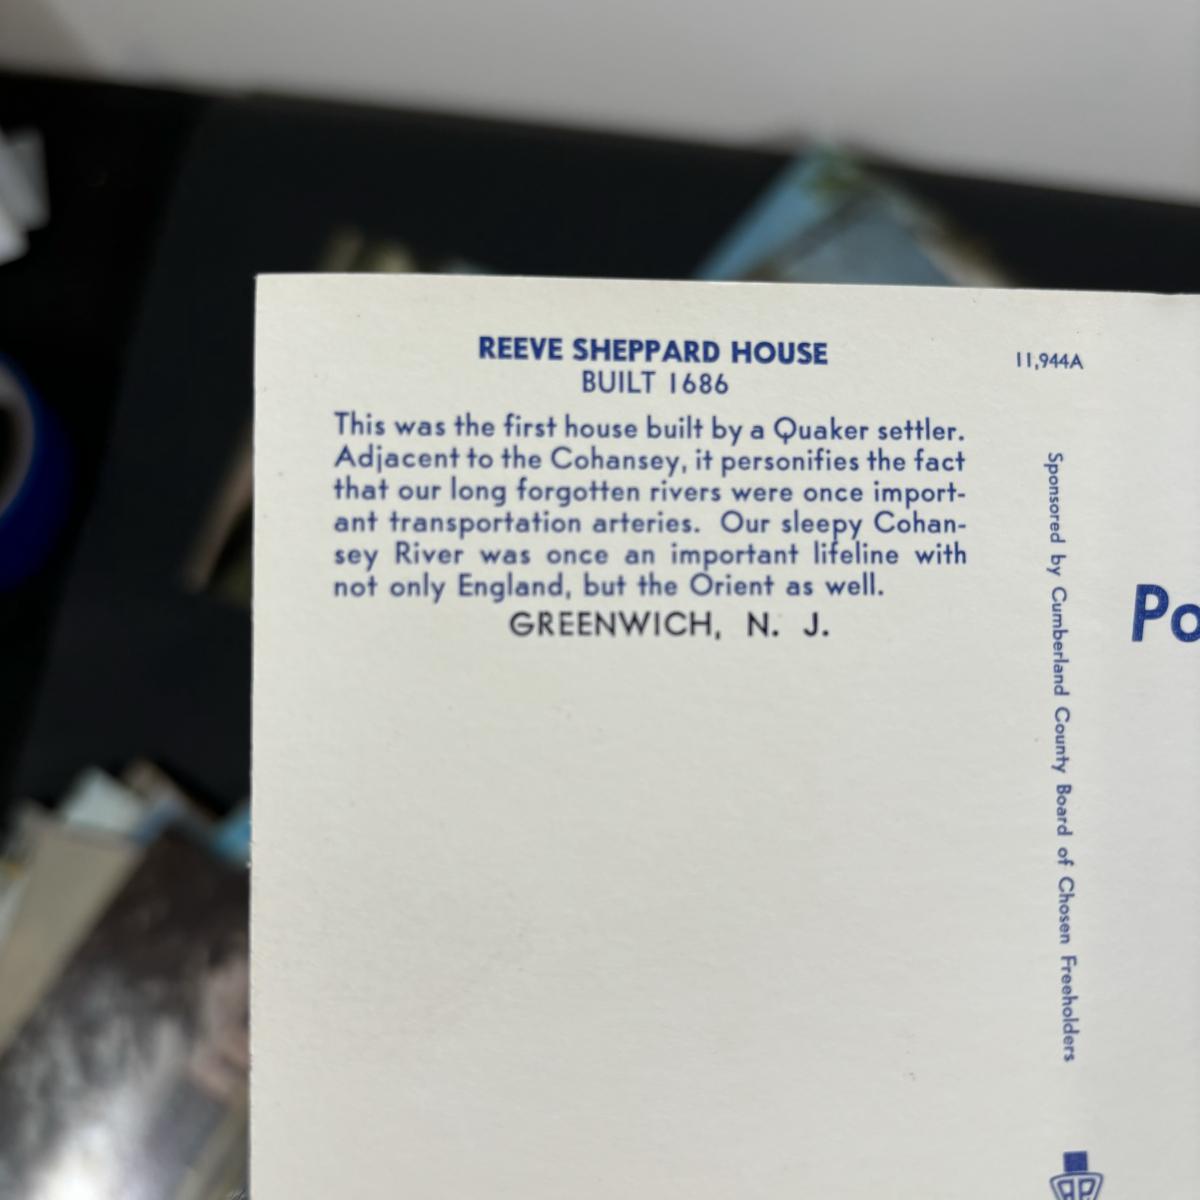 REEVE SHEPPARD HOUSE
BUILT 1686
This was the first house built by a Quaker settler.
Adjacent to the Cohansey, it personifies the fact
that our long forgotten rivers were once import-
ant transportation arteries. Our sleepy Cohan-
sey River was once an important lifeline with
not only England, but the Orient as well.
GREENWICH, N. J.
11,944A
Sponsored by Cumberland County Board of Chosen Freeholders
Po